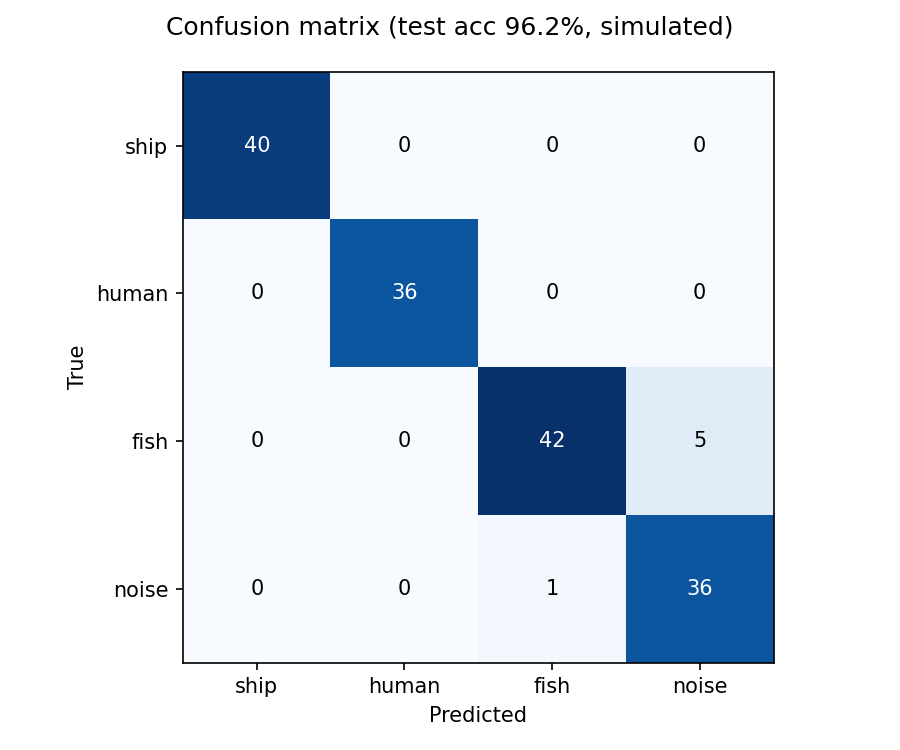 Confusion matrix (test acc 96.2%, simulated)
ship 40 0 0 0
human 0 36 0 0
True
fish 0 0 42 5
noise 0 0 1 36
ship human fish noise
Predicted